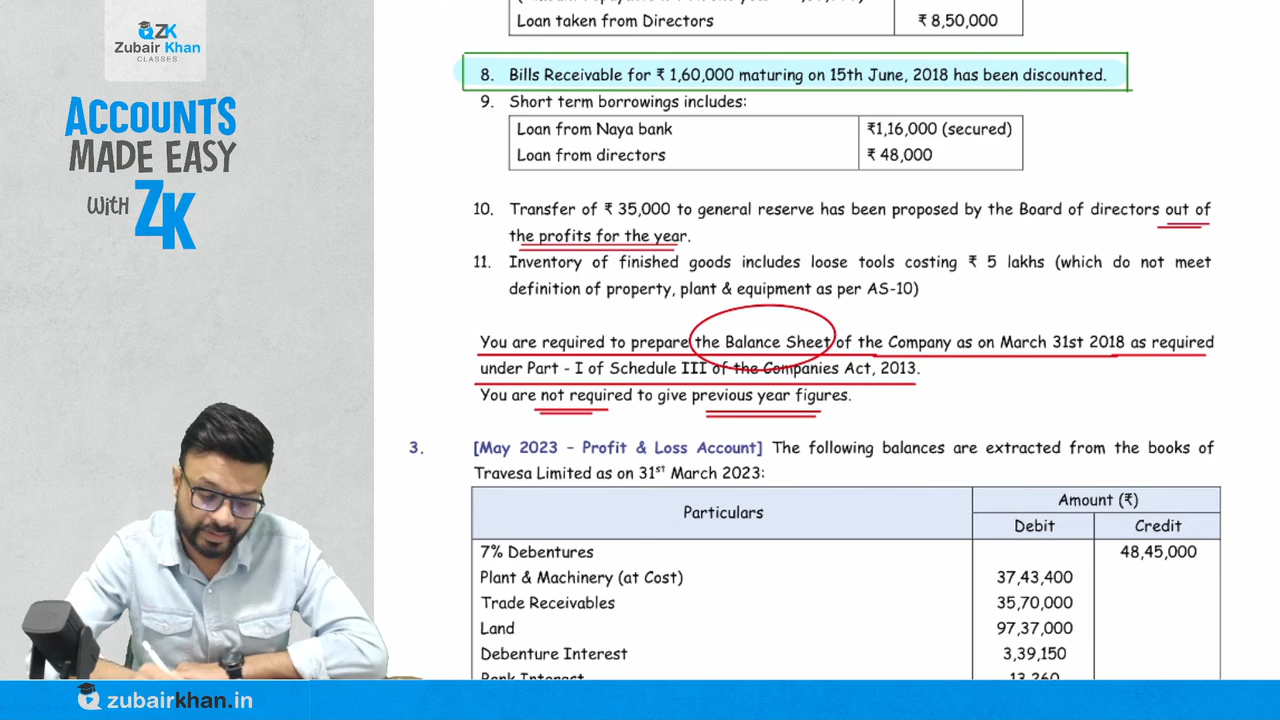 ZK
Zubair Khan
CLASSES
ACCOUNTS
MADE EASY
WITH ZK
Loan taken from Directors ₹ 8,50,000
8. Bills Receivable for ₹ 1,60,000 maturing on 15th June, 2018 has been discounted.
9. Short term borrowings includes:
Loan from Naya bank ₹1,16,000 (secured)
Loan from directors ₹ 48,000
10. Transfer of ₹ 35,000 to general reserve has been proposed by the Board of directors out of
the profits for the year.
11. Inventory of finished goods includes loose tools costing ₹ 5 lakhs (which do not meet
definition of property, plant & equipment as per AS-10)
You are required to prepare the Balance Sheet of the Company as on March 31st 2018 as required
under Part - I of Schedule III of the Companies Act, 2013.
You are not required to give previous year figures.
3. [May 2023 – Profit & Loss Account] The following balances are extracted from the books of
Travesa Limited as on 31st March 2023:
Particulars Amount (₹)
Debit Credit
7% Debentures 48,45,000
Plant & Machinery (at Cost) 37,43,400
Trade Receivables 35,70,000
Land 97,37,000
Debenture Interest 3,39,150
Bank Interest 13,260
zubairkhan.in